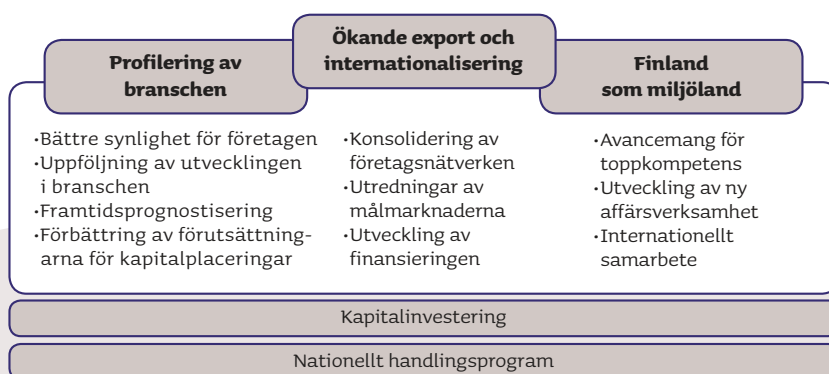 Profilering av
branschen
·Bättre synlighet för företagen
·Uppföljning av utvecklingen
i branschen
·Framtidsprognostisering
·Förbättring av förutsättning-
arna för kapitalplaceringar
Ökande export och
internationalisering
·Konsolidering av
företagsnätverken
·Utredningar av
målmarknaderna
·Utveckling av
finansieringen
Finland
som miljöland
·Avancemang för
toppkompetens
·Utveckling av ny
affärsverksamhet
·Internationellt
samarbete
Kapitalinvestering
Nationellt handlingsprogram